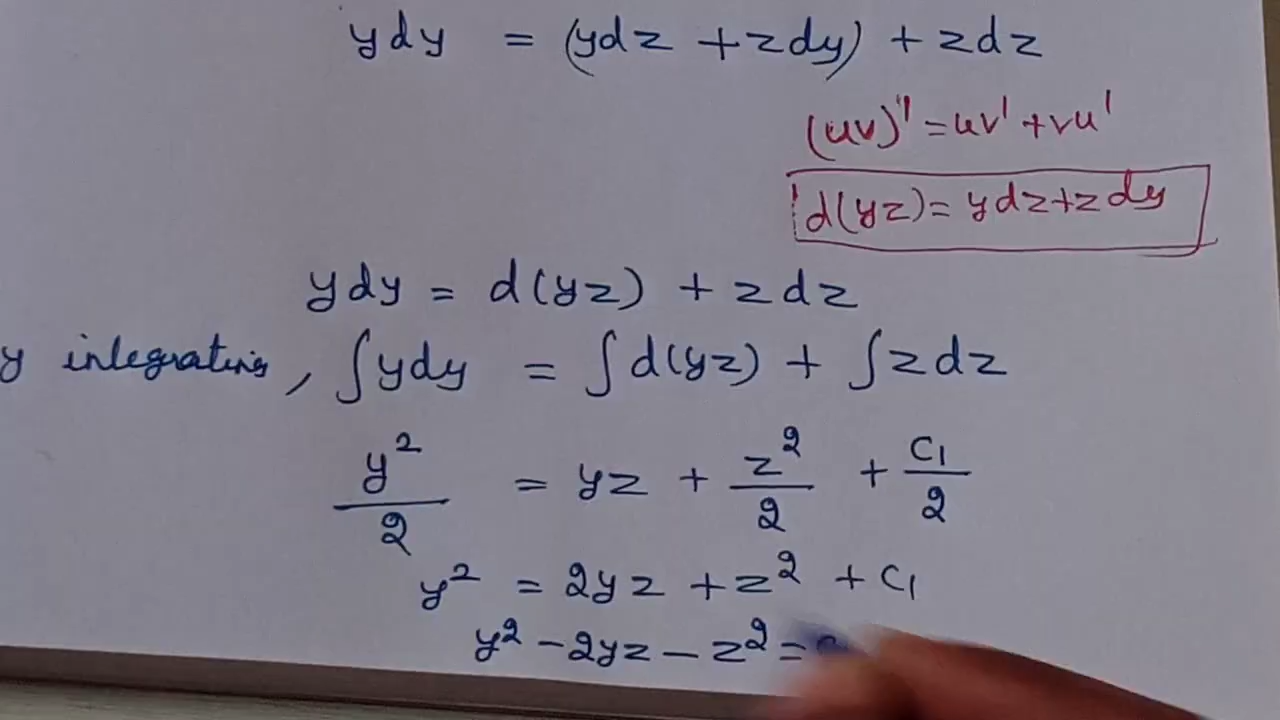 ydy = (ydz + zdy) + zdz
(uv)' = uv' + vu'
d(yz) = ydz + zdy
ydy = d(yz) + zdz
y integrating, ∫ydy = ∫d(yz) + ∫zdz
y²/2 = yz + z²/2 + C₁/2
y² = 2yz + z² + C₁
y² - 2yz - z² =